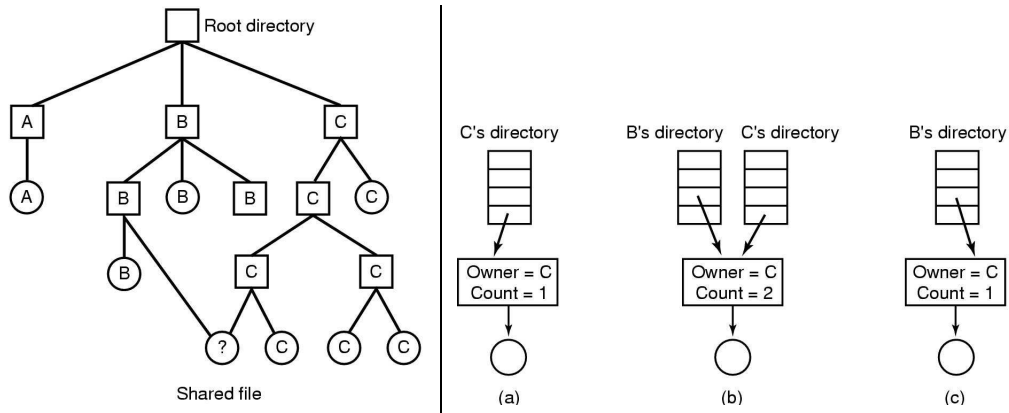 Root directory
A B C
A B B B C C
B C C
? C C C
Shared file
C's directory
Owner = C
Count = 1
(a)
B's directory C's directory
Owner = C
Count = 2
(b)
B's directory
Owner = C
Count = 1
(c)